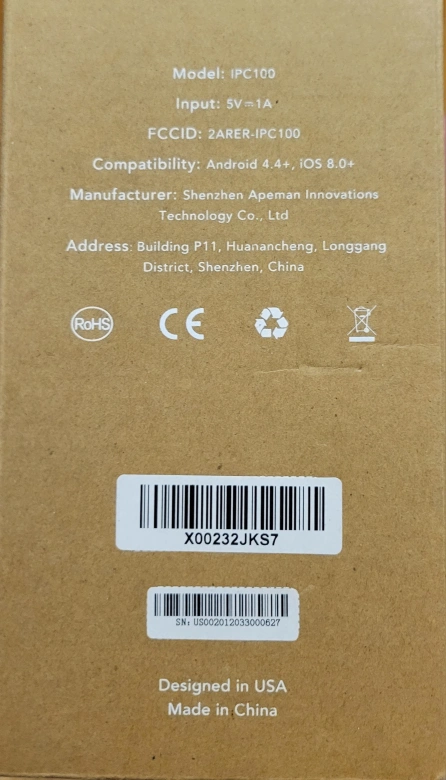 Model: IPC100
Input: 5V⎓1A
FCCID: 2ARER-IPC100
Compatibility: Android 4.4+, iOS 8.0+
Manufacturer: Shenzhen Apeman Innovations
Technology Co., Ltd
Address: Building P11, Huanancheng, Longgang
District, Shenzhen, China
RoHS CE
X00232JKS7
SN: US002012033000627
Designed in USA
Made in China